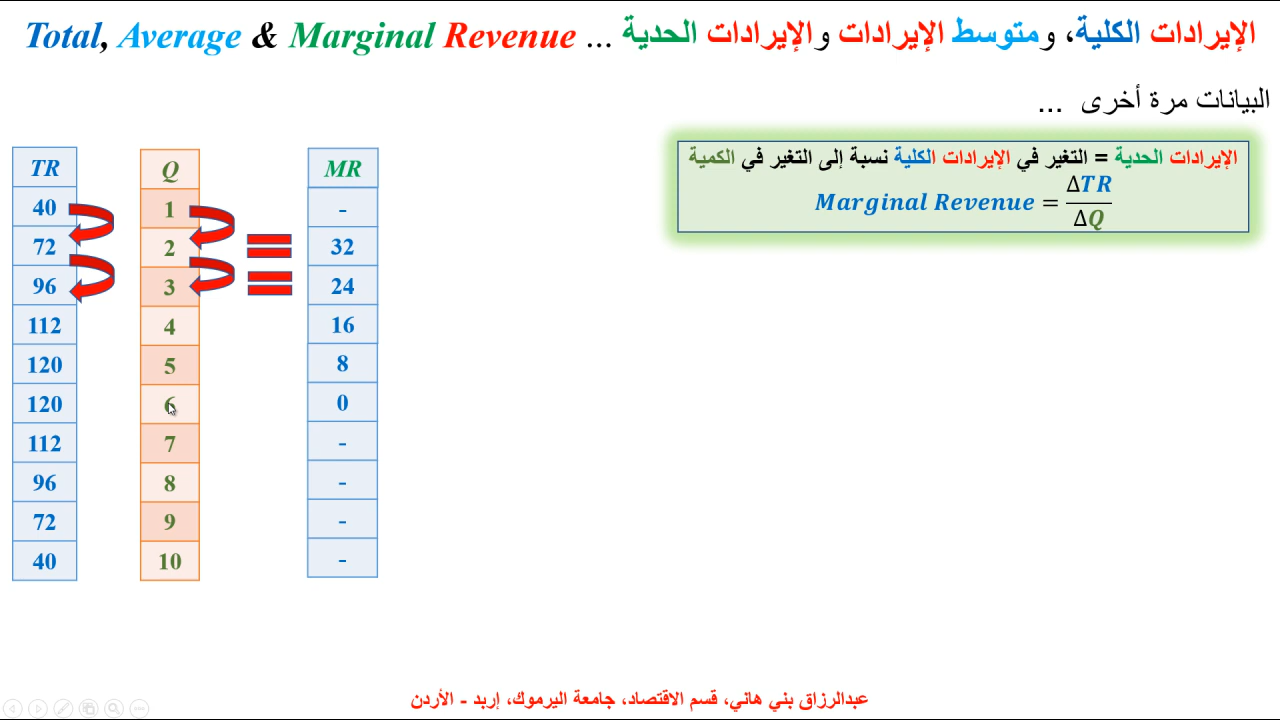 Total, Average & Marginal Revenue ... الإيرادات الكلية، ومتوسط الإيرادات والإيرادات الحدية
البيانات مرة أخرى ...
الإيرادات الحدية = التغير في الإيرادات الكلية نسبة إلى التغير في الكمية
Marginal Revenue = ΔTR / ΔQ
TR Q MR
40 1 -
72 2 32
96 3 24
112 4 16
120 5 8
120 6 0
112 7 -
96 8 -
72 9 -
40 10 -
عبدالرزاق بني هاني، قسم الاقتصاد، جامعة اليرموك، إربد - الأردن